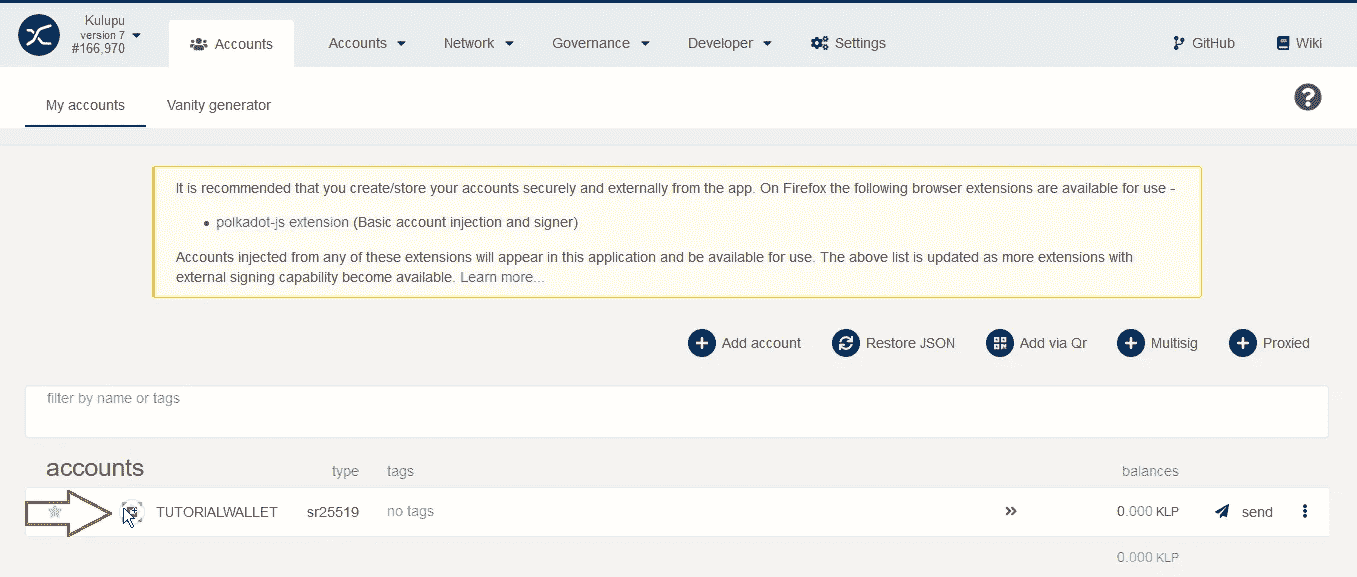 Kulupu
version 7
#166,970
Accounts
Accounts
Network
Governance
Developer
Settings
GitHub
Wiki
My accounts
Vanity generator
?
It is recommended that you create/store your accounts securely and externally from the app. On Firefox the following browser extensions are available for use -
• polkadot-js extension (Basic account injection and signer)
Accounts injected from any of these extensions will appear in this application and be available for use. The above list is updated as more extensions with
external signing capability become available. Learn more...
Add account
Restore JSON
Add via Qr
Multisig
Proxied
filter by name or tags
accounts type tags balances
TUTORIALWALLET sr25519 no tags 0.000 KLP send
0.000 KLP